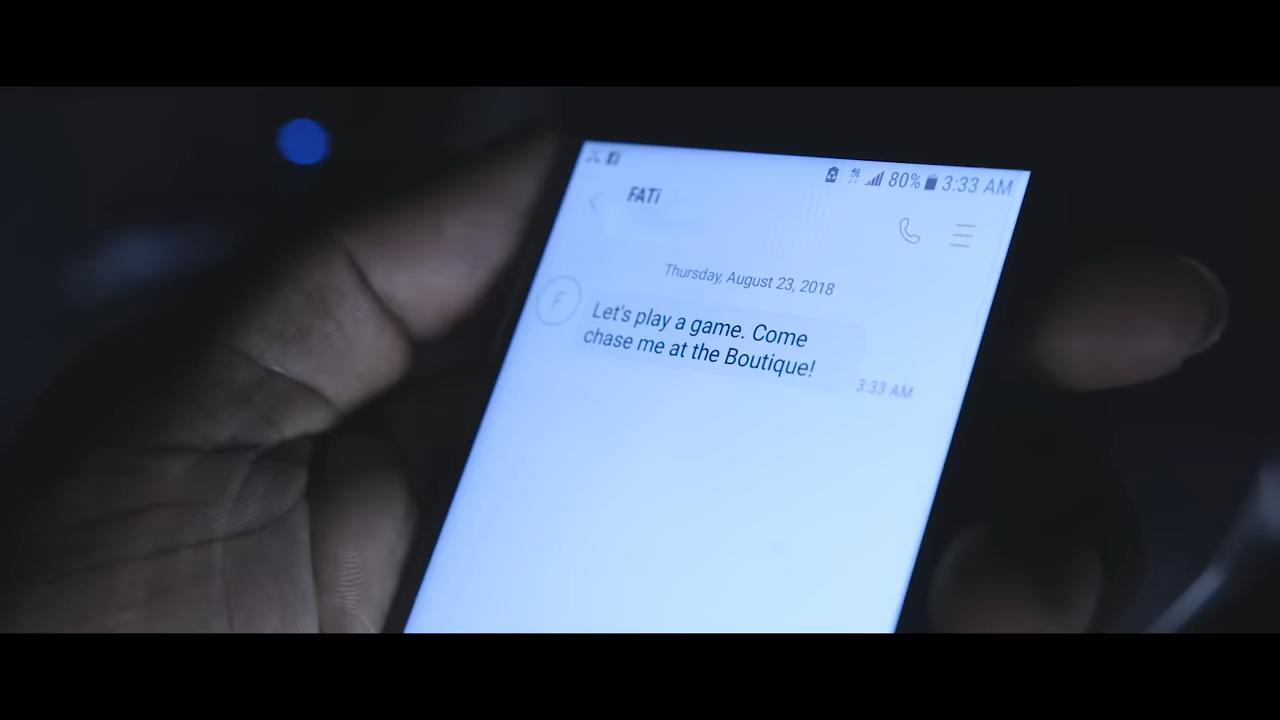 80% 3:33 AM
FATi
Thursday, August 23, 2018
F
Let's play a game. Come
chase me at the Boutique!
3:33 AM